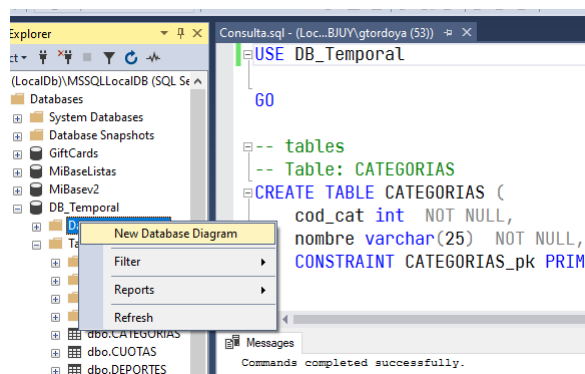 Explorer
Consulta.sql - (Loc...BJUY\gtordoya (53))
(LocalDb)\MSSQLLocalDB (SQL Se
Databases
System Databases
Database Snapshots
GiftCards
MiBaseListas
MiBasev2
DB_Temporal
New Database Diagram
Filter
Reports
Refresh
dbo.CATEGORIAS
dbo.CUOTAS
dbo.DEPORTES
USE DB_Temporal
GO
-- tables
-- Table: CATEGORIAS
CREATE TABLE CATEGORIAS (
cod_cat int NOT NULL,
nombre varchar(25) NOT NULL,
CONSTRAINT CATEGORIAS_pk PRIM
Messages
Commands completed successfully.